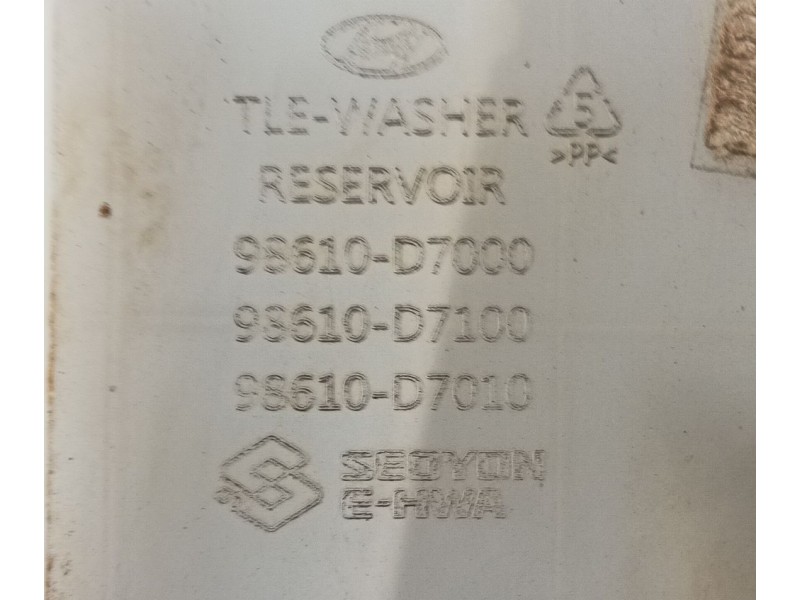 TLE-WASHER
5
>PP<
RESERVOIR
98610-D7000
98610-D7100
98610-D7010
SEOYON
E-HWA